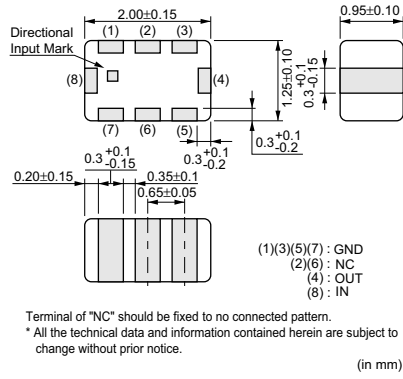 2.00±0.15
0.95±0.10
Directional
Input Mark
(1) (2) (3)
(8) (4)
(7) (6) (5)
1.25±0.10
0.3 +0.1 -0.15
0.3 +0.1 -0.2
0.3 +0.1 -0.15
0.3 +0.1 -0.2
0.20±0.15
0.35±0.1
0.65±0.05
(1)(3)(5)(7) : GND
(2)(6) : NC
(4) : OUT
(8) : IN
Terminal of "NC" should be fixed to no connected pattern.
* All the technical data and information contained herein are subject to
change without prior notice.
(in mm)